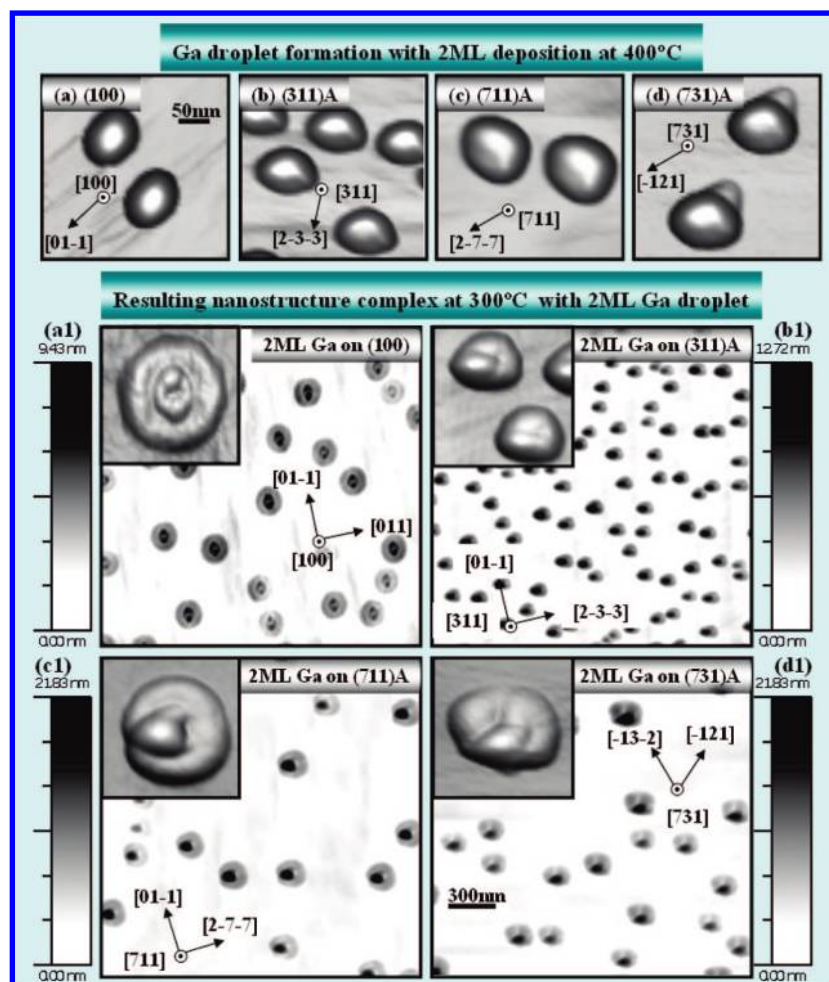 Ga droplet formation with 2ML deposition at 400°C
(a) (100)
50nm
[100]
[01-1]
(b) (311)A
[311]
[2-3-3]
(c) (711)A
[711]
[2-7-7]
(d) (731)A
[731]
[-121]
Resulting nanostructure complex at 300°C with 2ML Ga droplet
(a1)
9.43 nm
0.00 nm
2ML Ga on (100)
[01-1]
[011]
[100]
2ML Ga on (311)A
[01-1]
[2-3-3]
[311]
(b1)
12.72 nm
0.00 nm
(c1)
21.83 nm
0.00 nm
2ML Ga on (711)A
[01-1]
[2-7-7]
[711]
2ML Ga on (731)A
[-13-2]
[-121]
[731]
300nm
(d1)
21.83 nm
0.00 nm